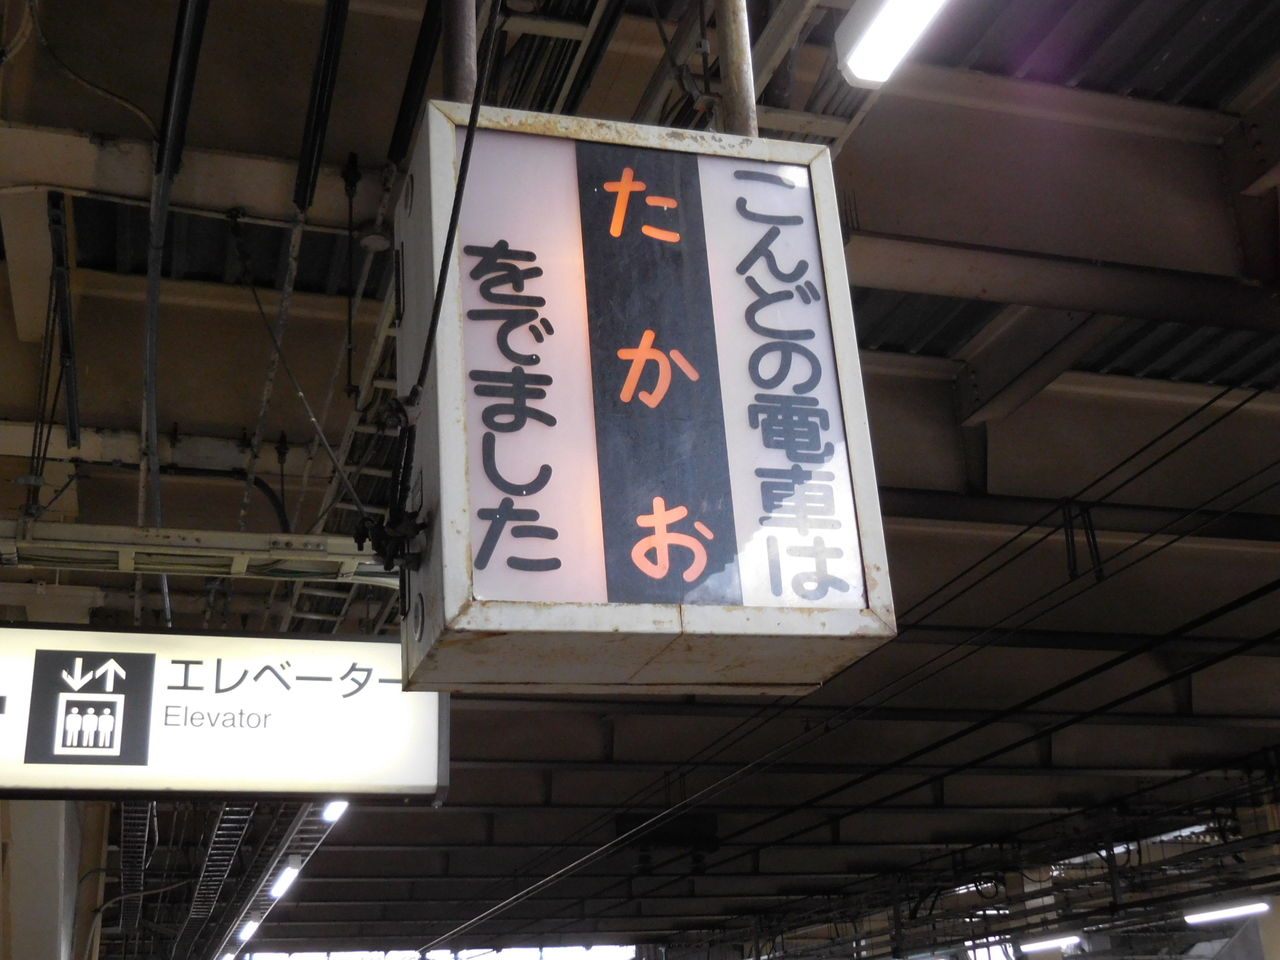 こんどの電車は
たかお
をでました
エレベーター
Elevator